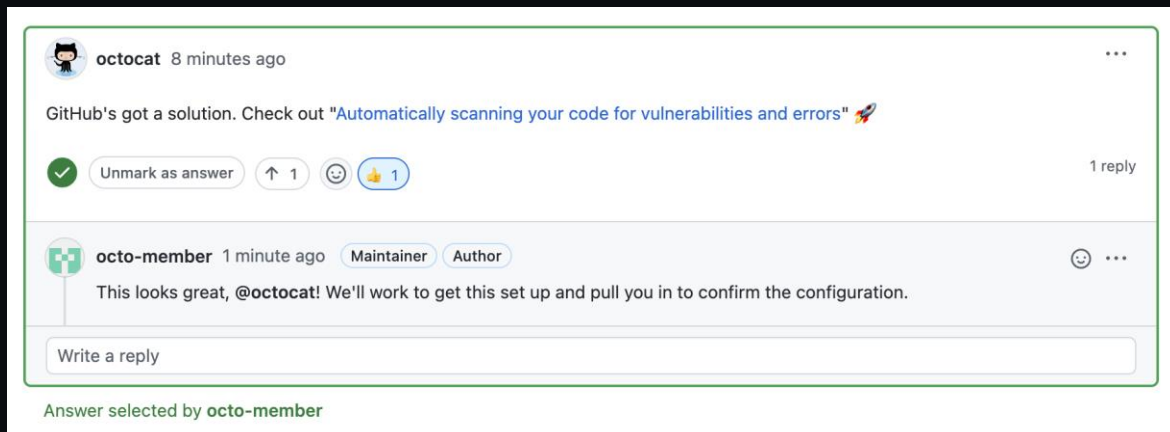 octocat 8 minutes ago
GitHub's got a solution. Check out "Automatically scanning your code for vulnerabilities and errors" 🚀
Unmark as answer ↑ 1 👍 1 1 reply
octo-member 1 minute ago Maintainer Author
This looks great, @octocat! We'll work to get this set up and pull you in to confirm the configuration.
Write a reply
Answer selected by octo-member